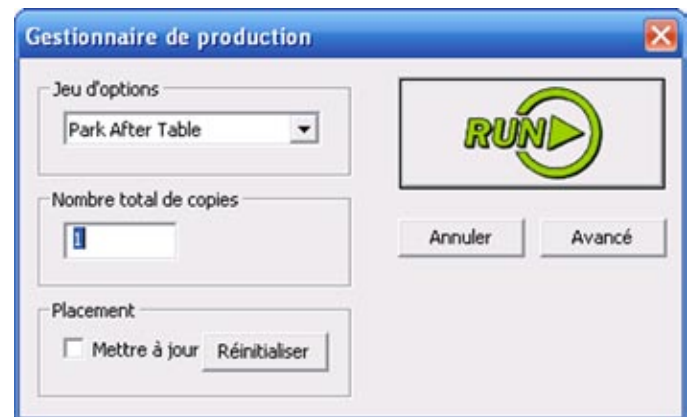 Gestionnaire de production
Jeu d'options
Park After Table
RUN
Nombre total de copies
1
Annuler
Avancé
Placement
Mettre à jour
Réinitialiser